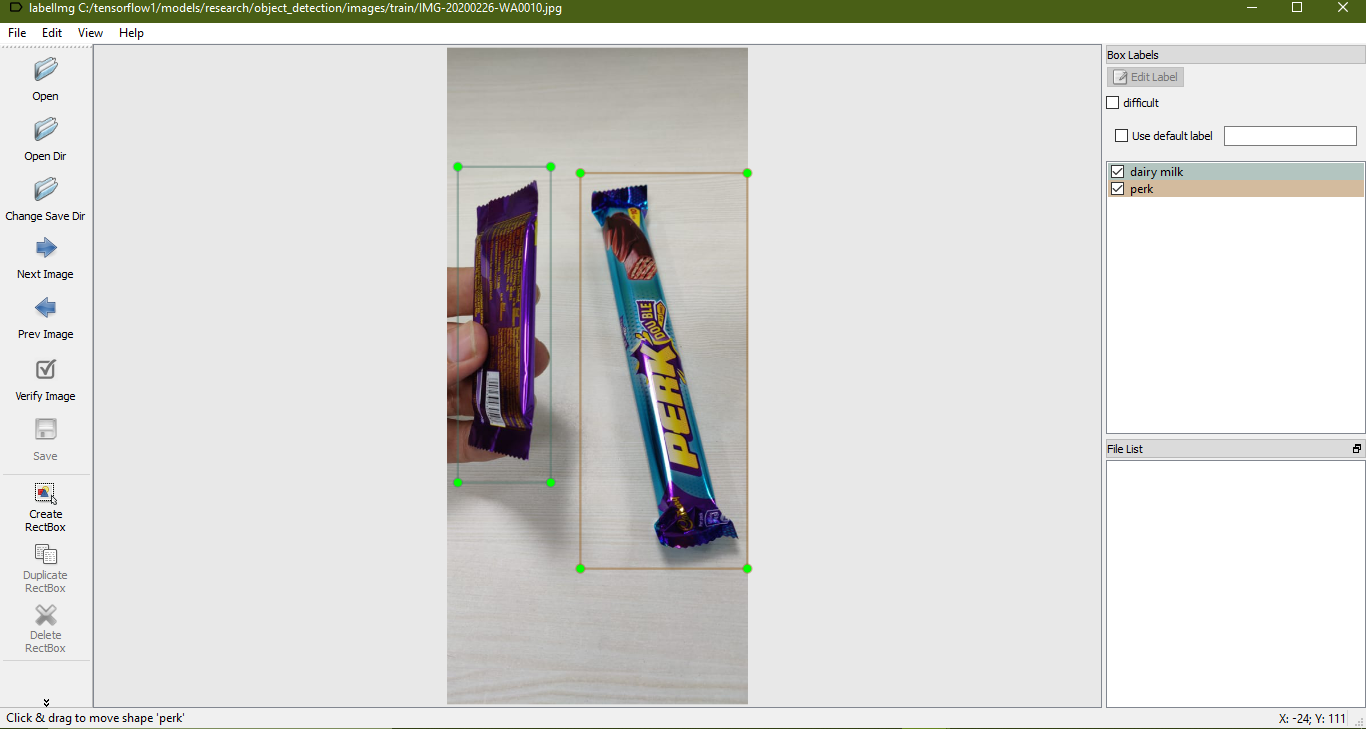 labelImg C:/tensorflow1/models/research/object_detection/images/train/IMG-20200226-WA0010.jpg
File Edit View Help
Open
Open Dir
Change Save Dir
Next Image
Prev Image
Verify Image
Save
Create
RectBox
Duplicate
RectBox
Delete
RectBox
DOUBLE
PERK
Box Labels
Edit Label
difficult
Use default label
dairy milk
perk
File List
Click & drag to move shape 'perk'
X: -24; Y: 111